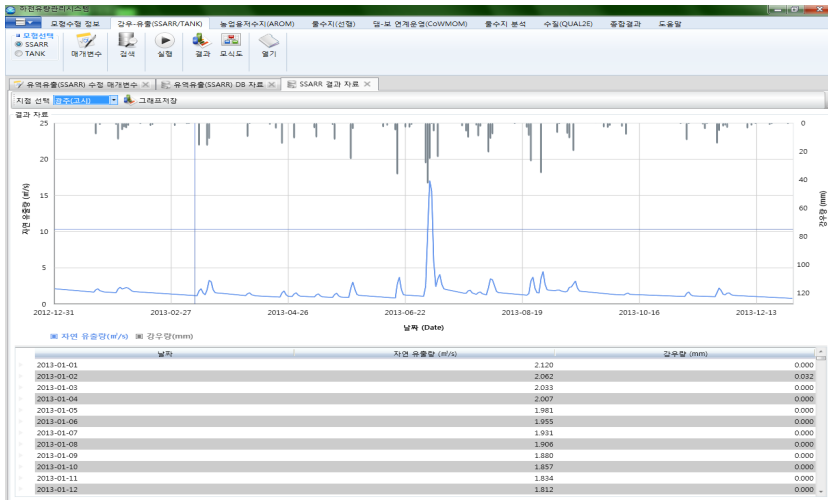 하천유량관리시스템
모형수행 정보 강우-유출(SSARR/TANK) 농업용저수지(AROM) 물수지(선행) 댐-보 연계운영(CoWMOM) 물수지 분석 수질(QUAL2E) 종합결과 도움말
모형선택
SSARR
TANK
매개변수 검색 실행 결과 모식도 열기
유역유출(SSARR) 수정 매개변수 유역유출(SSARR) DB 자료 SSARR 결과 자료
지점 선택 광주(고시) 그래프저장
결과 자료
25 0
20 20
40
15 60
10 80
5 100
0 120
자연 유출량 (㎥/s)
강우량 (mm)
2012-12-31 2013-02-27 2013-04-26 2013-06-22 2013-08-19 2013-10-16 2013-12-13
날짜 (Date)
자연 유출량(㎥/s) 강우량(mm)
날짜 자연 유출량 (㎥/s) 강우량 (mm)
2013-01-01 2.120 0.000
2013-01-02 2.062 0.032
2013-01-03 2.033 0.000
2013-01-04 2.007 0.000
2013-01-05 1.981 0.000
2013-01-06 1.955 0.000
2013-01-07 1.931 0.000
2013-01-08 1.906 0.000
2013-01-09 1.880 0.000
2013-01-10 1.857 0.000
2013-01-11 1.834 0.000
2013-01-12 1.812 0.000